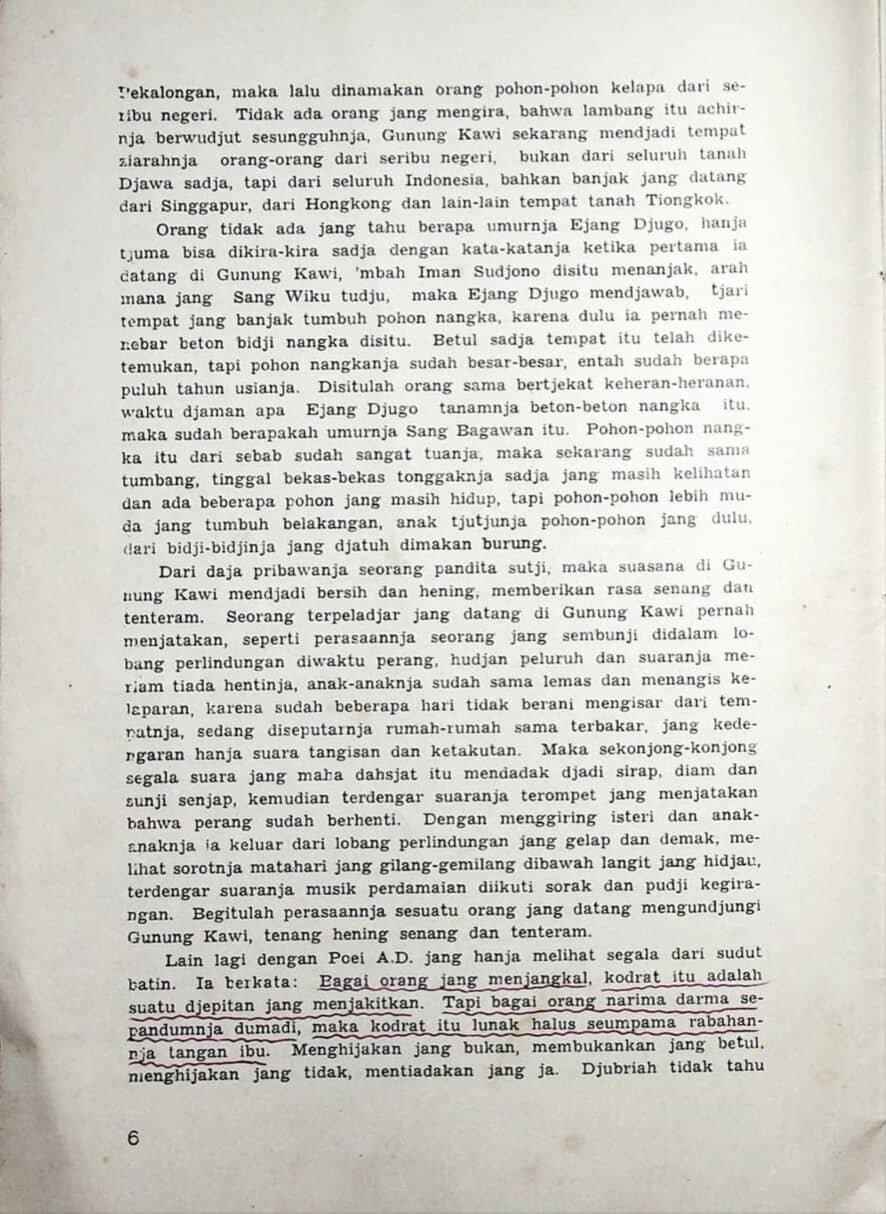 Pekalongan, maka lalu dinamakan orang pohon-pohon kelapa dari se-
ribu negeri. Tidak ada orang jang mengira, bahwa lambang itu achir-
nja berwudjut sesungguhnja, Gunung Kawi sekarang mendjadi tempat
ziarahnja orang-orang dari seribu negeri, bukan dari seluruh tanah
Djawa sadja, tapi dari seluruh Indonesia, bahkan banjak jang datang
dari Singgapur, dari Hongkong dan lain-lain tempat tanah Tiongkok.
Orang tidak ada jang tahu berapa umurnja Ejang Djugo, hanja
tjuma bisa dikira-kira sadja dengan kata-katanja ketika pertama ia
datang di Gunung Kawi, 'mbah Iman Sudjono disitu menanjak, arah
mana jang Sang Wiku tudju, maka Ejang Djugo mendjawab, tjari
tempat jang banjak tumbuh pohon nangka, karena dulu ia pernah me-
nebar beton bidji nangka disitu. Betul sadja tempat itu telah dike-
temukan, tapi pohon nangkanja sudah besar-besar, entah sudah berapa
puluh tahun usianja. Disitulah orang sama bertjekat keheran-heranan,
waktu djaman apa Ejang Djugo tanamnja beton-beton nangka itu,
maka sudah berapakah umurnja Sang Bagawan itu. Pohon-pohon nang-
ka itu dari sebab sudah sangat tuanja, maka sekarang sudah sama
tumbang, tinggal bekas-bekas tonggaknja sadja jang masih kelihatan
dan ada beberapa pohon jang masih hidup, tapi pohon-pohon lebih mu-
da jang tumbuh belakangan, anak tjutjunja pohon-pohon jang dulu,
dari bidji-bidjinja jang djatuh dimakan burung.
Dari daja pribawanja seorang pandita sutji, maka suasana di Gu-
nung Kawi mendjadi bersih dan hening, memberikan rasa senang dan
tenteram. Seorang terpeladjar jang datang di Gunung Kawi pernah
menjatakan, seperti perasaannja seorang jang sembunji didalam lo-
bang perlindungan diwaktu perang, hudjan peluruh dan suaranja me-
riam tiada hentinja, anak-anaknja sudah sama lemas dan menangis ke-
laparan, karena sudah beberapa hari tidak berani mengisar dari tem-
patnja, sedang diseputarnja rumah-rumah sama terbakar, jang kede-
ngaran hanja suara tangisan dan ketakutan. Maka sekonjong-konjong
segala suara jang maha dahsjat itu mendadak djadi sirap, diam dan
sunji senjap, kemudian terdengar suaranja terompet jang menjatakan
bahwa perang sudah berhenti. Dengan menggiring isteri dan anak-
anaknja ia keluar dari lobang perlindungan jang gelap dan demak, me-
lihat sorotnja matahari jang gilang-gemilang dibawah langit jang hidjau,
terdengar suaranja musik perdamaian diikuti sorak dan pudji kegira-
ngan. Begitulah perasaannja sesuatu orang jang datang mengundjungi
Gunung Kawi, tenang hening senang dan tenteram.
Lain lagi dengan Poei A.D. jang hanja melihat segala dari sudut
batin. Ia berkata: Bagai orang jang menjangkal, kodrat itu adalah
suatu djepitan jang menjakitkan. Tapi bagai orang narima darma se-
pandumnja dumadi, maka kodrat itu lunak halus seumpama rabahan-
nja tangan ibu. Menghijakan jang bukan, membukankan jang betul,
menghijakan jang tidak, mentiadakan jang ja. Djubriah tidak tahu
6